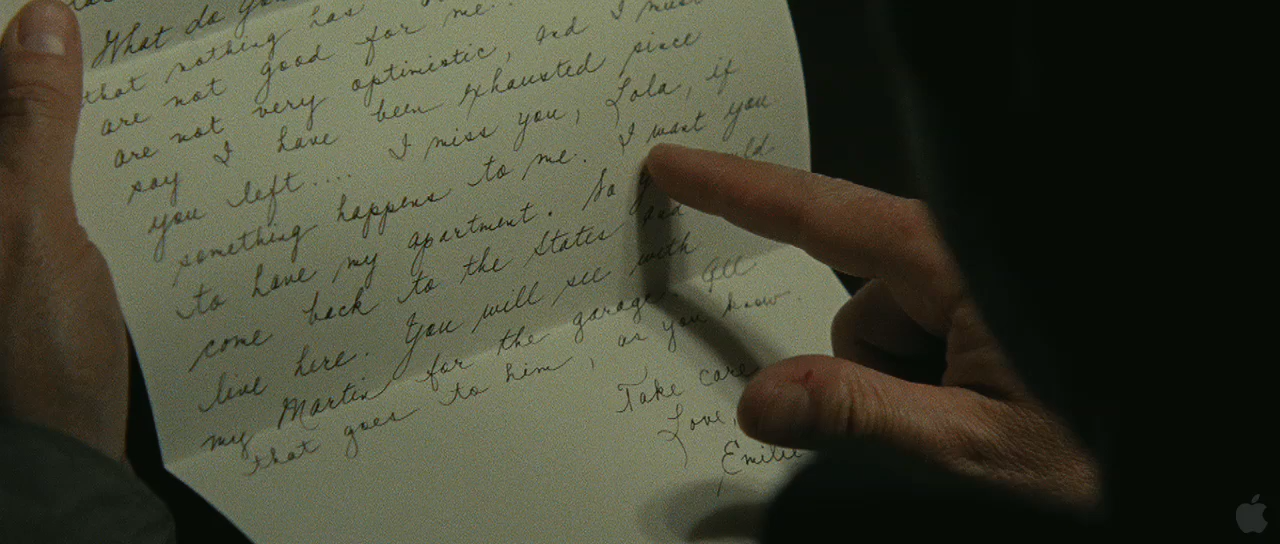 What do you
that nothing has
are not good for me.
are not very optimistic, and I must
say I have been exhausted since
you left.... I miss you, Lola, if
something happens to me. I want you
to have my apartment. So
come back to the States and
live here. You will see with
my Martin for the garage. All
that goes to him, as you know.
Take care
Love,
Emilie